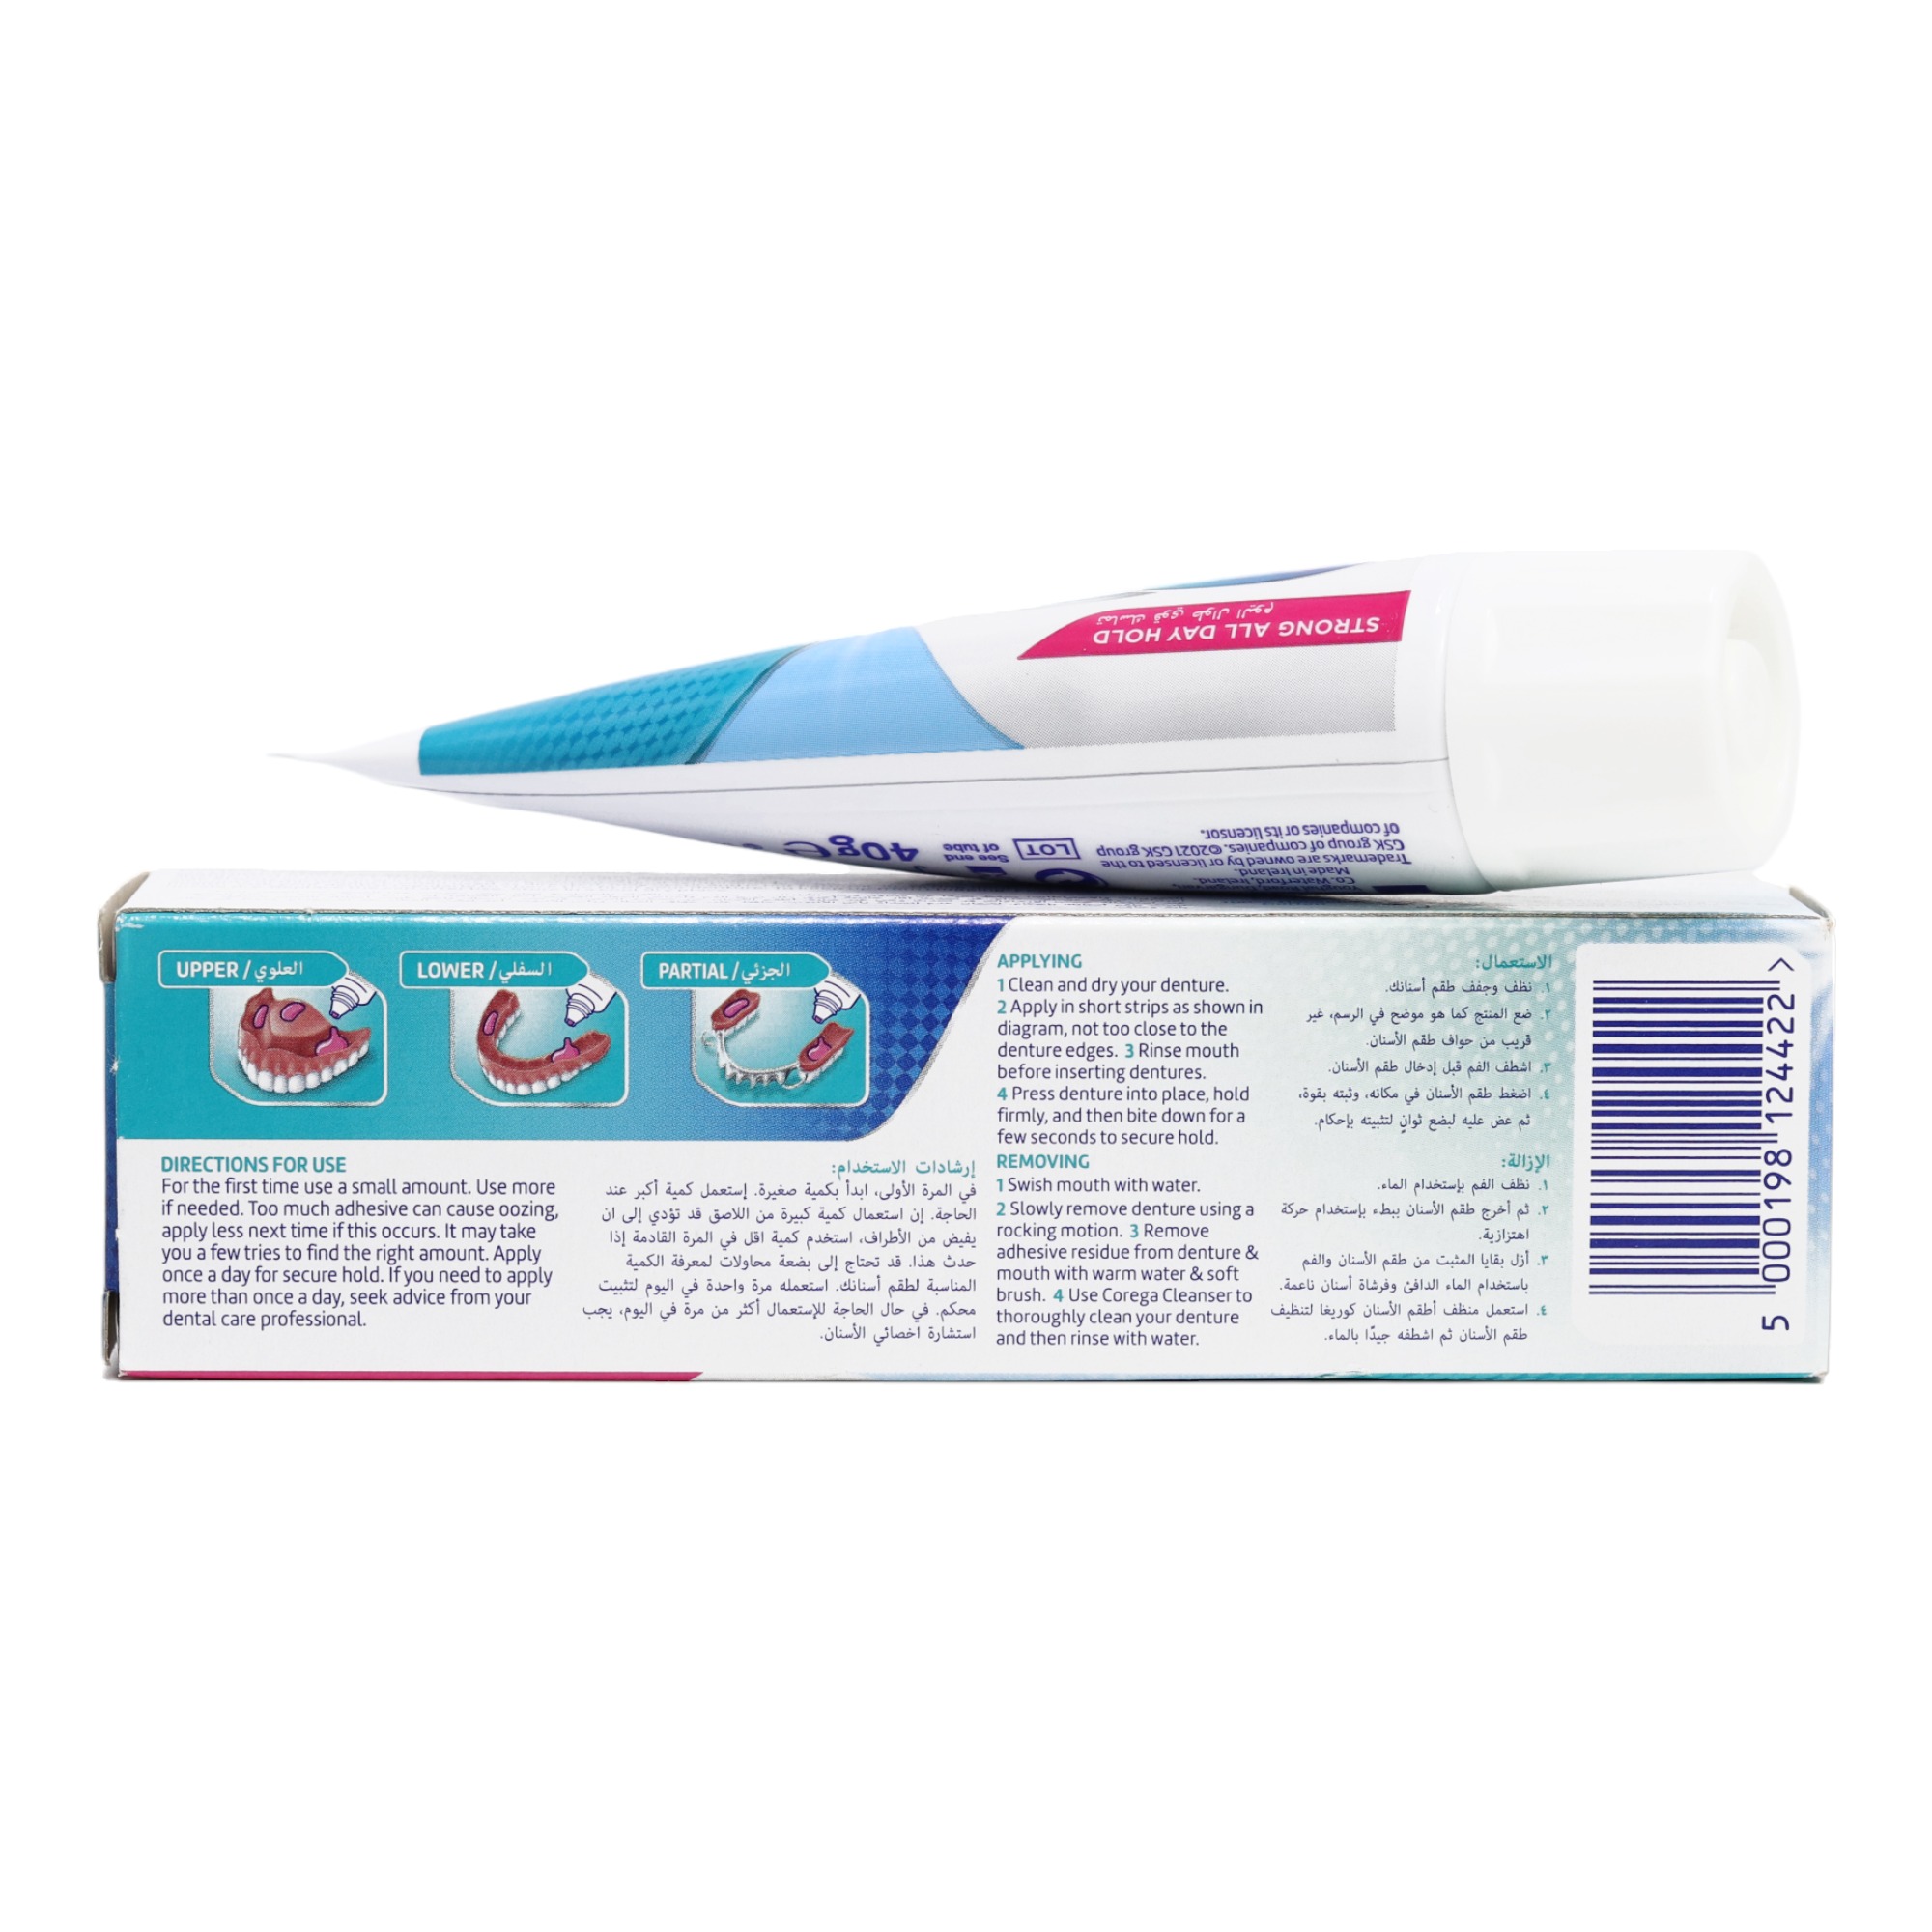 STRONG ALL DAY HOLD
تماسك قوي طوال اليوم
of companies or its licensor.
GSK group of companies. ©2021 GSK group
Trademarks are owned by or licensed to the
Made in Ireland.
Co. Waterford, Ireland.
LOT
See end
of tube
40g e
UPPER / العلوي
LOWER / السفلي
PARTIAL / الجزئي
DIRECTIONS FOR USE
For the first time use a small amount. Use more
if needed. Too much adhesive can cause oozing,
apply less next time if this occurs. It may take
you a few tries to find the right amount. Apply
once a day for secure hold. If you need to apply
more than once a day, seek advice from your
dental care professional.
إرشادات الاستخدام:
في المرة الأولى، ابدأ بكمية صغيرة. إستعمل كمية أكبر عند
الحاجة. إن استعمال كمية كبيرة من اللاصق قد تؤدي إلى ان
يفيض من الأطراف، استخدم كمية اقل في المرة القادمة إذا
حدث هذا. قد تحتاج إلى بضعة محاولات لمعرفة الكمية
المناسبة لطقم أسنانك. استعمله مرة واحدة في اليوم لتثبيت
محكم. في حال الحاجة للإستعمال أكثر من مرة في اليوم، يجب
استشارة اخصائي الأسنان.
APPLYING
1 Clean and dry your denture.
2 Apply in short strips as shown in
diagram, not too close to the
denture edges. 3 Rinse mouth
before inserting dentures.
4 Press denture into place, hold
firmly, and then bite down for a
few seconds to secure hold.
REMOVING
1 Swish mouth with water.
2 Slowly remove denture using a
rocking motion. 3 Remove
adhesive residue from denture &
mouth with warm water & soft
brush. 4 Use Corega Cleanser to
thoroughly clean your denture
and then rinse with water.
الاستعمال:
١. نظف وجفف طقم أسنانك.
٢. ضع المنتج كما هو موضح في الرسم، غير
قريب من حواف طقم الأسنان.
٣. اشطف الفم قبل إدخال طقم الأسنان.
٤. اضغط طقم الأسنان في مكانه، وثبته بقوة،
ثم عض عليه لبضع ثوانٍ لتثبيته بإحكام.
الإزالة:
١. نظف الفم بإستخدام الماء.
٢. ثم أخرج طقم الأسنان ببطء بإستخدام حركة
اهتزازية.
٣. أزل بقايا المثبت من طقم الأسنان والفم
باستخدام الماء الدافئ وفرشاة أسنان ناعمة.
٤. استعمل منظف أطقم الأسنان كوريغا لتنظيف
طقم الأسنان ثم اشطفه جيدًا بالماء.
5 000198 124422 >